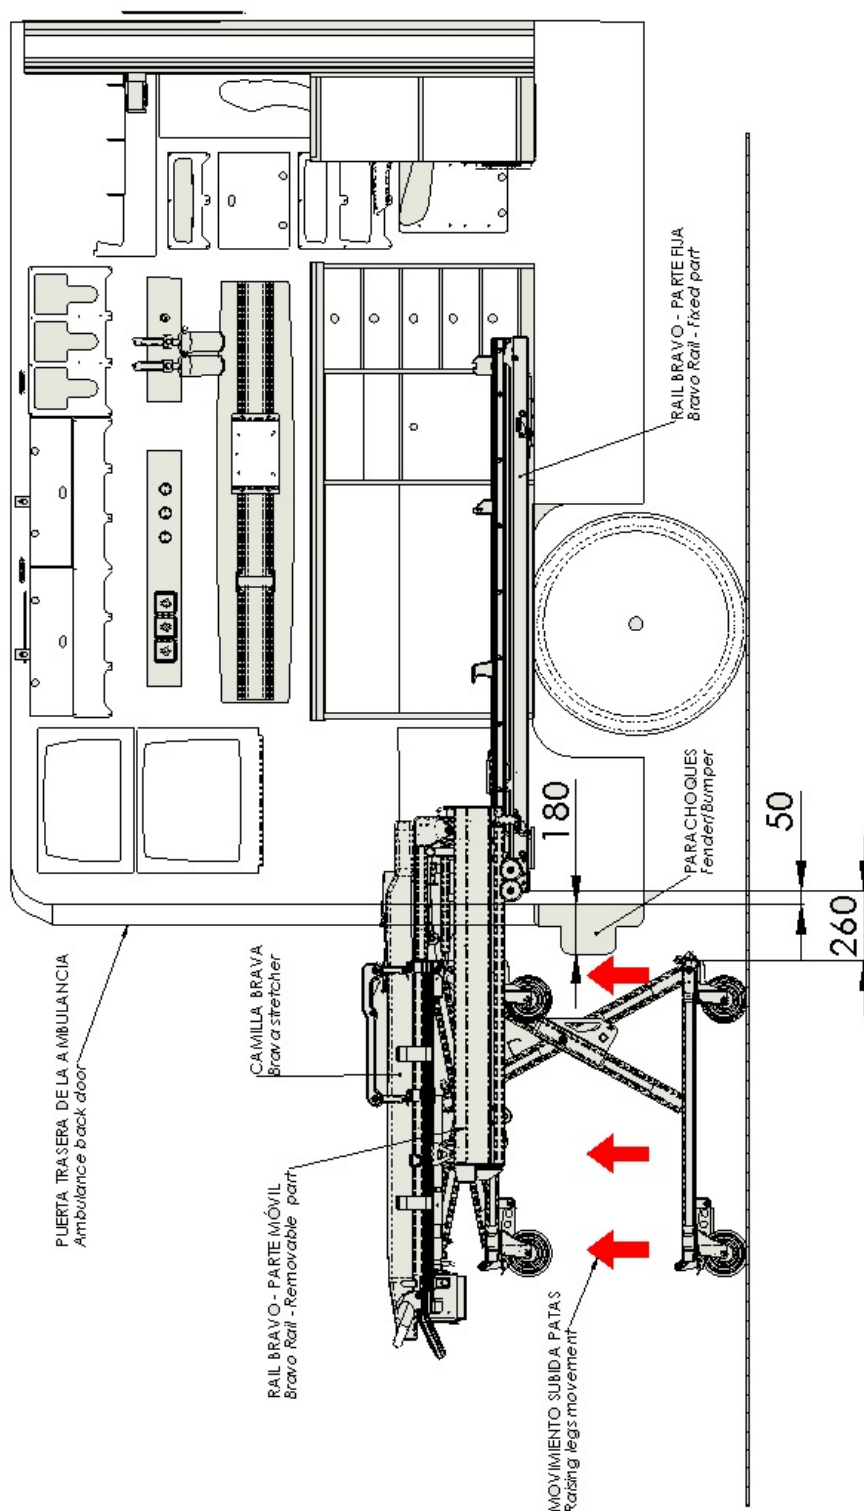 RAIL BRAVO - PARTE FIJA
Bravo Rail - Fixed part
180
PARACHOQUES
Fender/Bumper
50
260
PUERTA TRASERA DE LA AMBULANCIA
Ambulance back door
CAMILLA BRAVA
Brava stretcher
RAIL BRAVO - PARTE MÓVIL
Bravo Rail - Removable part
MOVIMIENTO SUBIDA PATAS
Raising legs movement